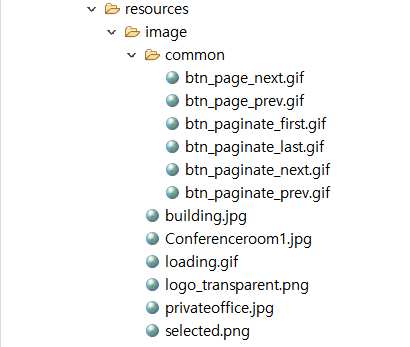 resources
image
common
btn_page_next.gif
btn_page_prev.gif
btn_paginate_first.gif
btn_paginate_last.gif
btn_paginate_next.gif
btn_paginate_prev.gif
building.jpg
Conferenceroom1.jpg
loading.gif
logo_transparent.png
privateoffice.jpg
selected.png